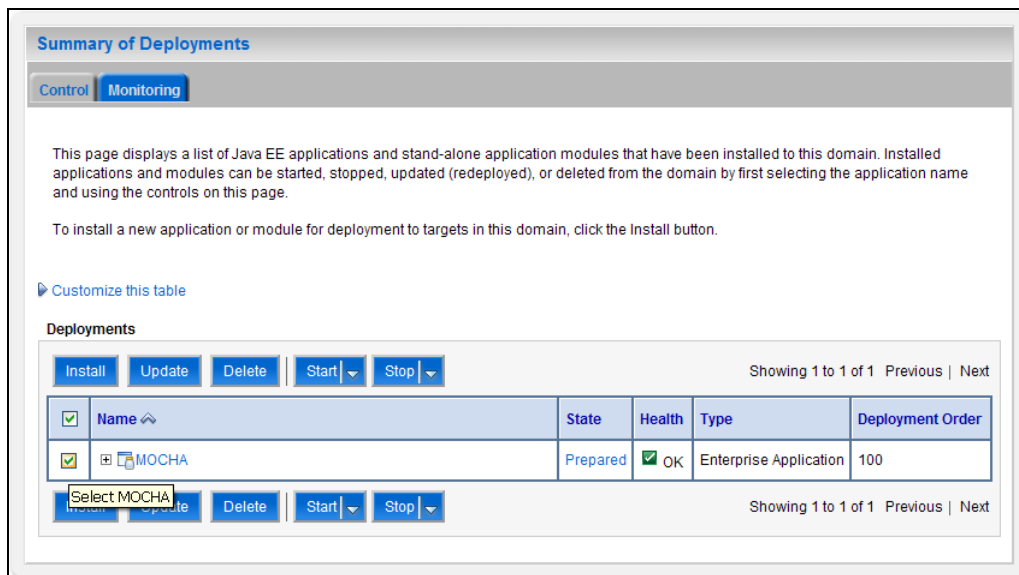 Summary of Deployments
Control Monitoring
This page displays a list of Java EE applications and stand-alone application modules that have been installed to this domain. Installed
applications and modules can be started, stopped, updated (redeployed), or deleted from the domain by first selecting the application name
and using the controls on this page.
To install a new application or module for deployment to targets in this domain, click the Install button.
Customize this table
Deployments
Install Update Delete Start Stop Showing 1 to 1 of 1 Previous | Next
Name State Health Type Deployment Order
MOCHA Prepared OK Enterprise Application 100
Select MOCHA
Install Update Delete Start Stop Showing 1 to 1 of 1 Previous | Next